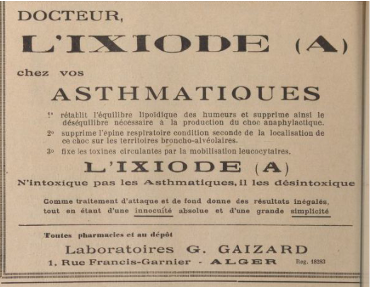 DOCTEUR,
L'IXIODE (A)
chez vos
ASTHMATIQUES
1° rétablit l'équilibre lipoïdique des humeurs et supprime ainsi le
déséquilibre nécessaire à la production du choc anaphylactique.
2° supprime l'épine respiratoire condition seconde de la localisation de
ce choc sur les territoires broncho-alvéolaires.
3° fixe les toxines circulantes par la mobilisation leucocytaires.
L'IXIODE (A)
N'intoxique pas les Asthmatiques, il les désintoxique
Comme traitement d'attaque et de fond donne des résultats inégalés,
tout en étant d'une innocuité absolue et d'une grande simplicité
Toutes pharmacies et au dépôt
Laboratoires G. GAIZARD
1, Rue Francis-Garnier - ALGER Reg.